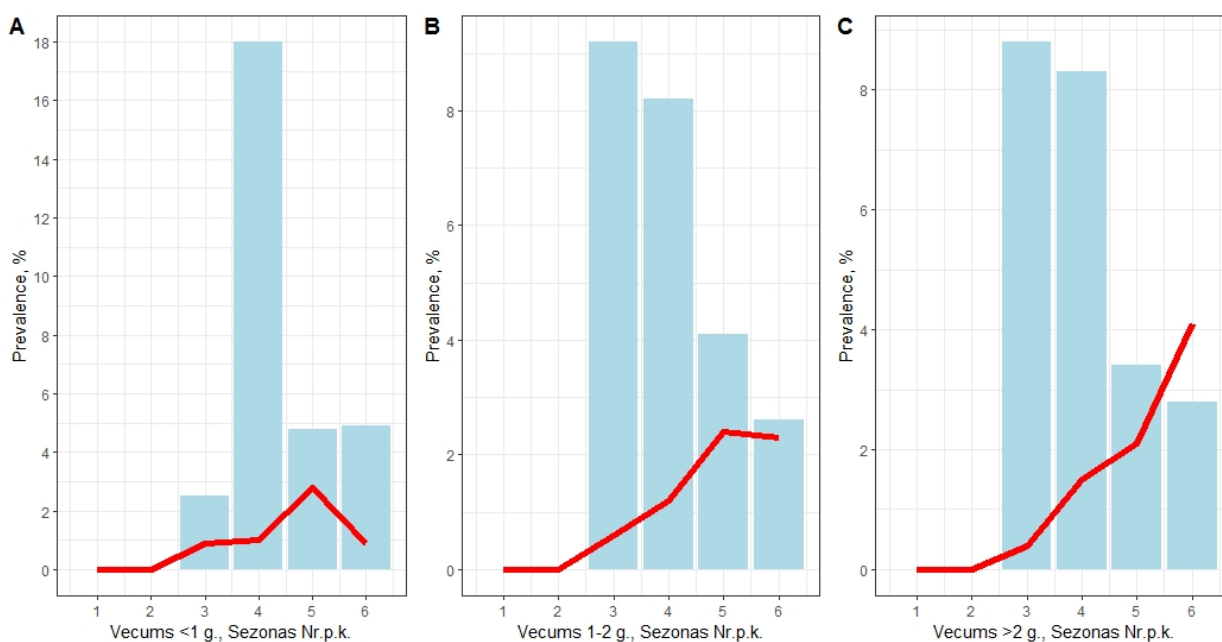 A
Prevalence, %
18
16
14
12
10
8
6
4
2
0
1 2 3 4 5 6
Vecums <1 g., Sezonas Nr.p.k.
B
Prevalence, %
8
6
4
2
0
1 2 3 4 5 6
Vecums 1-2 g., Sezonas Nr.p.k.
C
Prevalence, %
8
6
4
2
0
1 2 3 4 5 6
Vecums >2 g., Sezonas Nr.p.k.